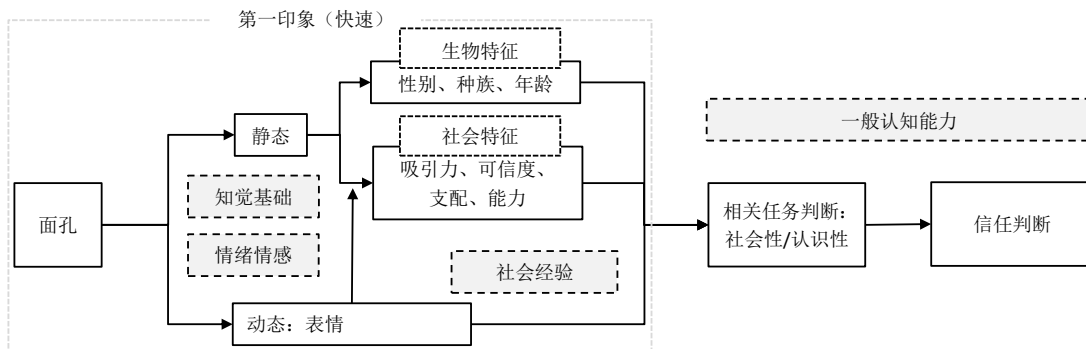 第一印象（快速）
生物特征
性别、种族、年龄
静态
社会特征
吸引力、可信度、
支配、能力
一般认知能力
知觉基础
面孔
情绪情感
社会经验
相关任务判断：
社会性/认识性
信任判断
动态：表情